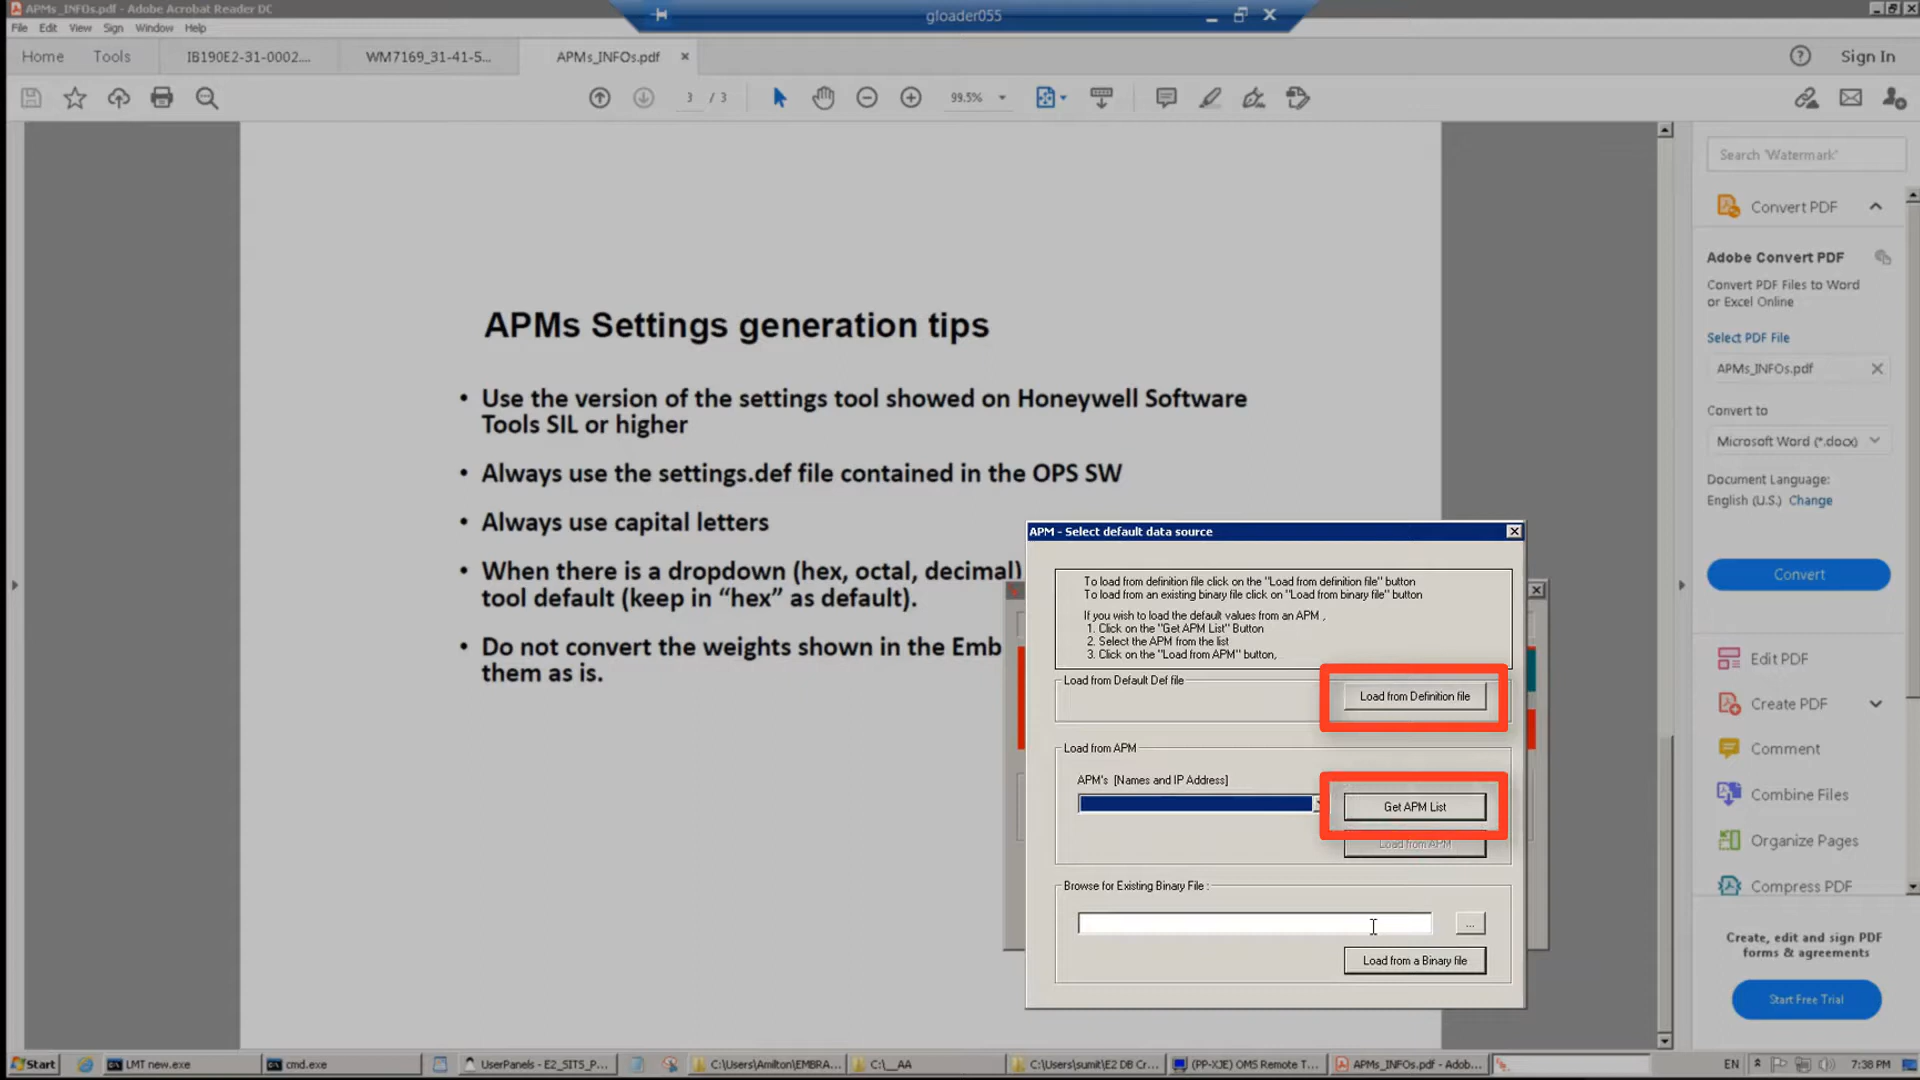 APMs_INFOs.pdf - Adobe Acrobat Reader DC
gloader055
File Edit View Sign Window Help
Home Tools IB190E2-31-0002... WM7169_31-41-5... APMs_INFOs.pdf ×
Sign In
3 / 3
99.5%
Search 'Watermark'
Convert PDF
Adobe Convert PDF
Convert PDF Files to Word
or Excel Online
Select PDF File
APMs_INFOs.pdf
Convert to
Microsoft Word (*.docx)
Document Language:
English (U.S.) Change
Convert
Edit PDF
Create PDF
Comment
Combine Files
Organize Pages
Compress PDF
Create, edit and sign PDF
forms & agreements
Start Free Trial
APMs Settings generation tips
• Use the version of the settings tool showed on Honeywell Software
Tools SIL or higher
• Always use the settings.def file contained in the OPS SW
• Always use capital letters
• When there is a dropdown (hex, octal, decimal)
tool default (keep in “hex” as default).
• Do not convert the weights shown in the Emb
them as is.
APM - Select default data source
To load from definition file click on the "Load from definition file" button
To load from an existing binary file click on "Load from binary file" button
If you wish to load the default values from an APM ,
1. Click on the "Get APM List" Button
2. Select the APM from the list
3. Click on the "Load from APM" button,
Load from Default Def file
Load from Definition file
Load from APM
APM's [Names and IP Address]
Get APM List
Load from APM
Browse for Existing Binary File :
...
Load from a Binary file
Start LMT new.exe cmd.exe UserPanels - E2_SITS_P... C:\Users\Amilton\EMBRA... C:\__AA C:\Users\sumit\E2 DB Cr... (PP-XJE) OMS Remote T... APMs_INFOs.pdf - Adob... EN 7:38 PM